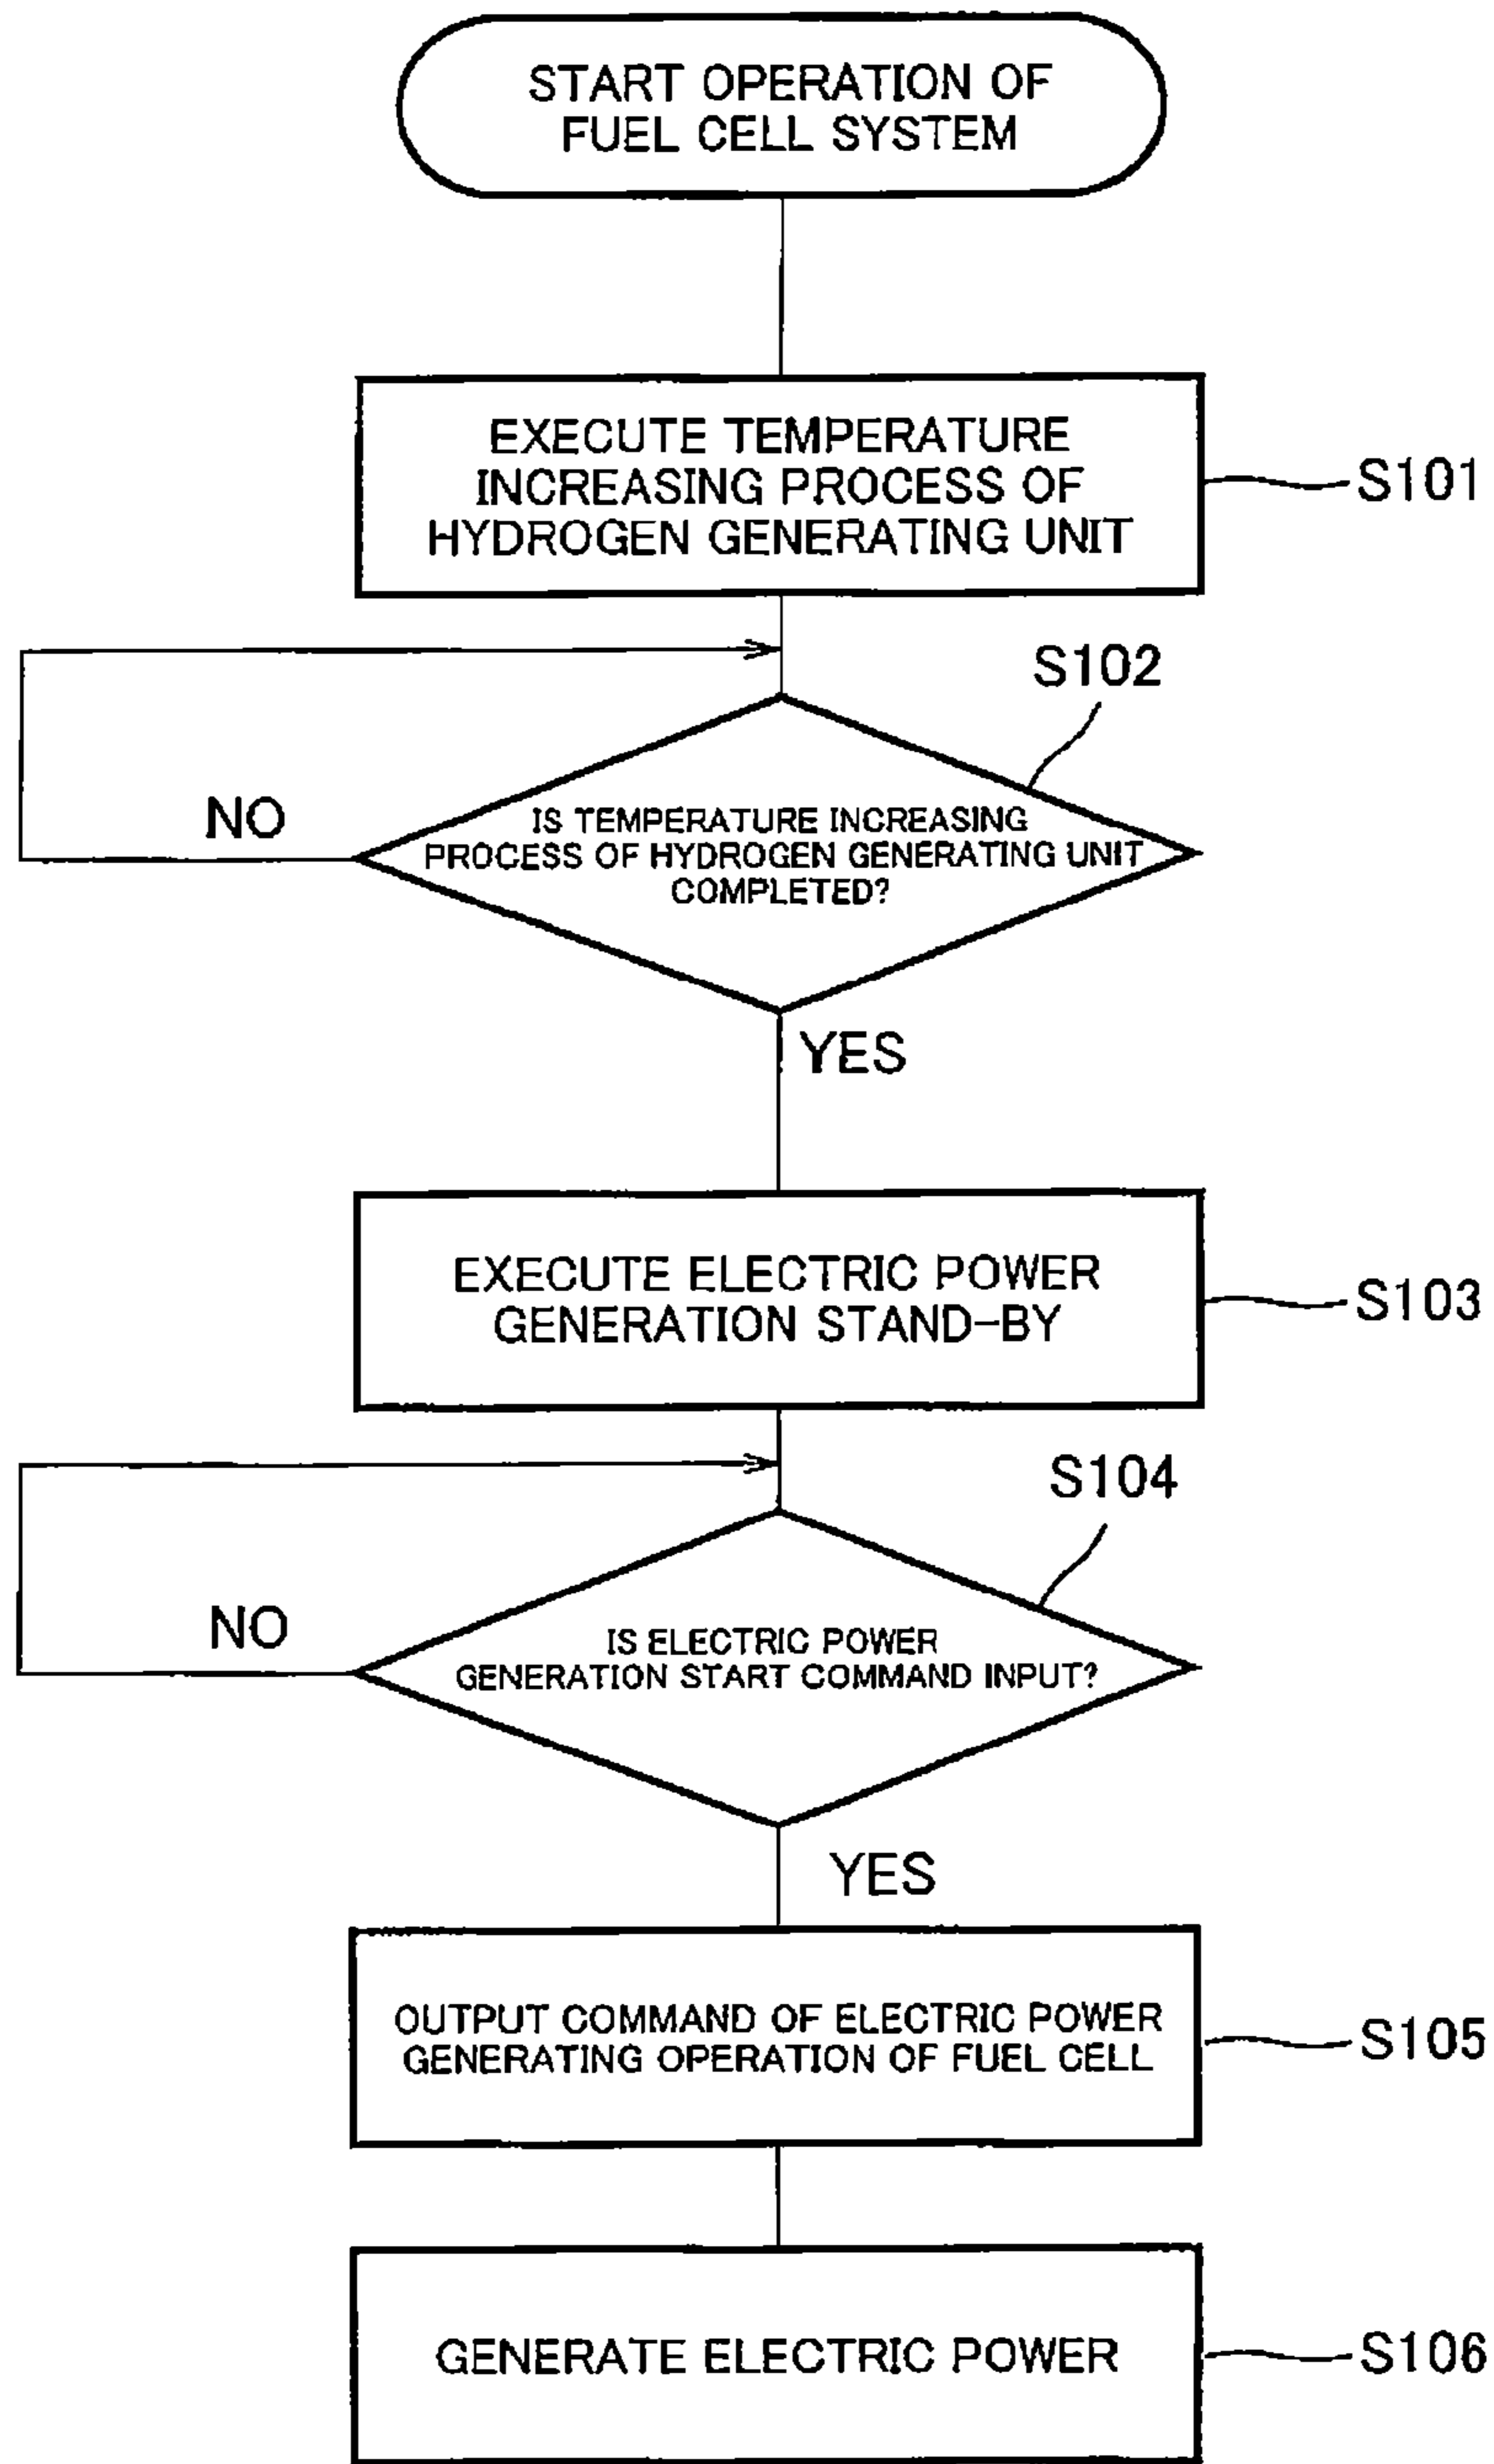 START OPERATION OF
FUEL CELL SYSTEM
EXECUTE TEMPERATURE
INCREASING PROCESS OF
HYDROGEN GENERATING UNIT
S101
S102
NO
IS TEMPERATURE INCREASING
PROCESS OF HYDROGEN GENERATING UNIT
COMPLETED?
YES
EXECUTE ELECTRIC POWER
GENERATION STAND-BY
S103
S104
NO
IS ELECTRIC POWER
GENERATION START COMMAND INPUT?
YES
OUTPUT COMMAND OF ELECTRIC POWER
GENERATING OPERATION OF FUEL CELL
S105
GENERATE ELECTRIC POWER
S106